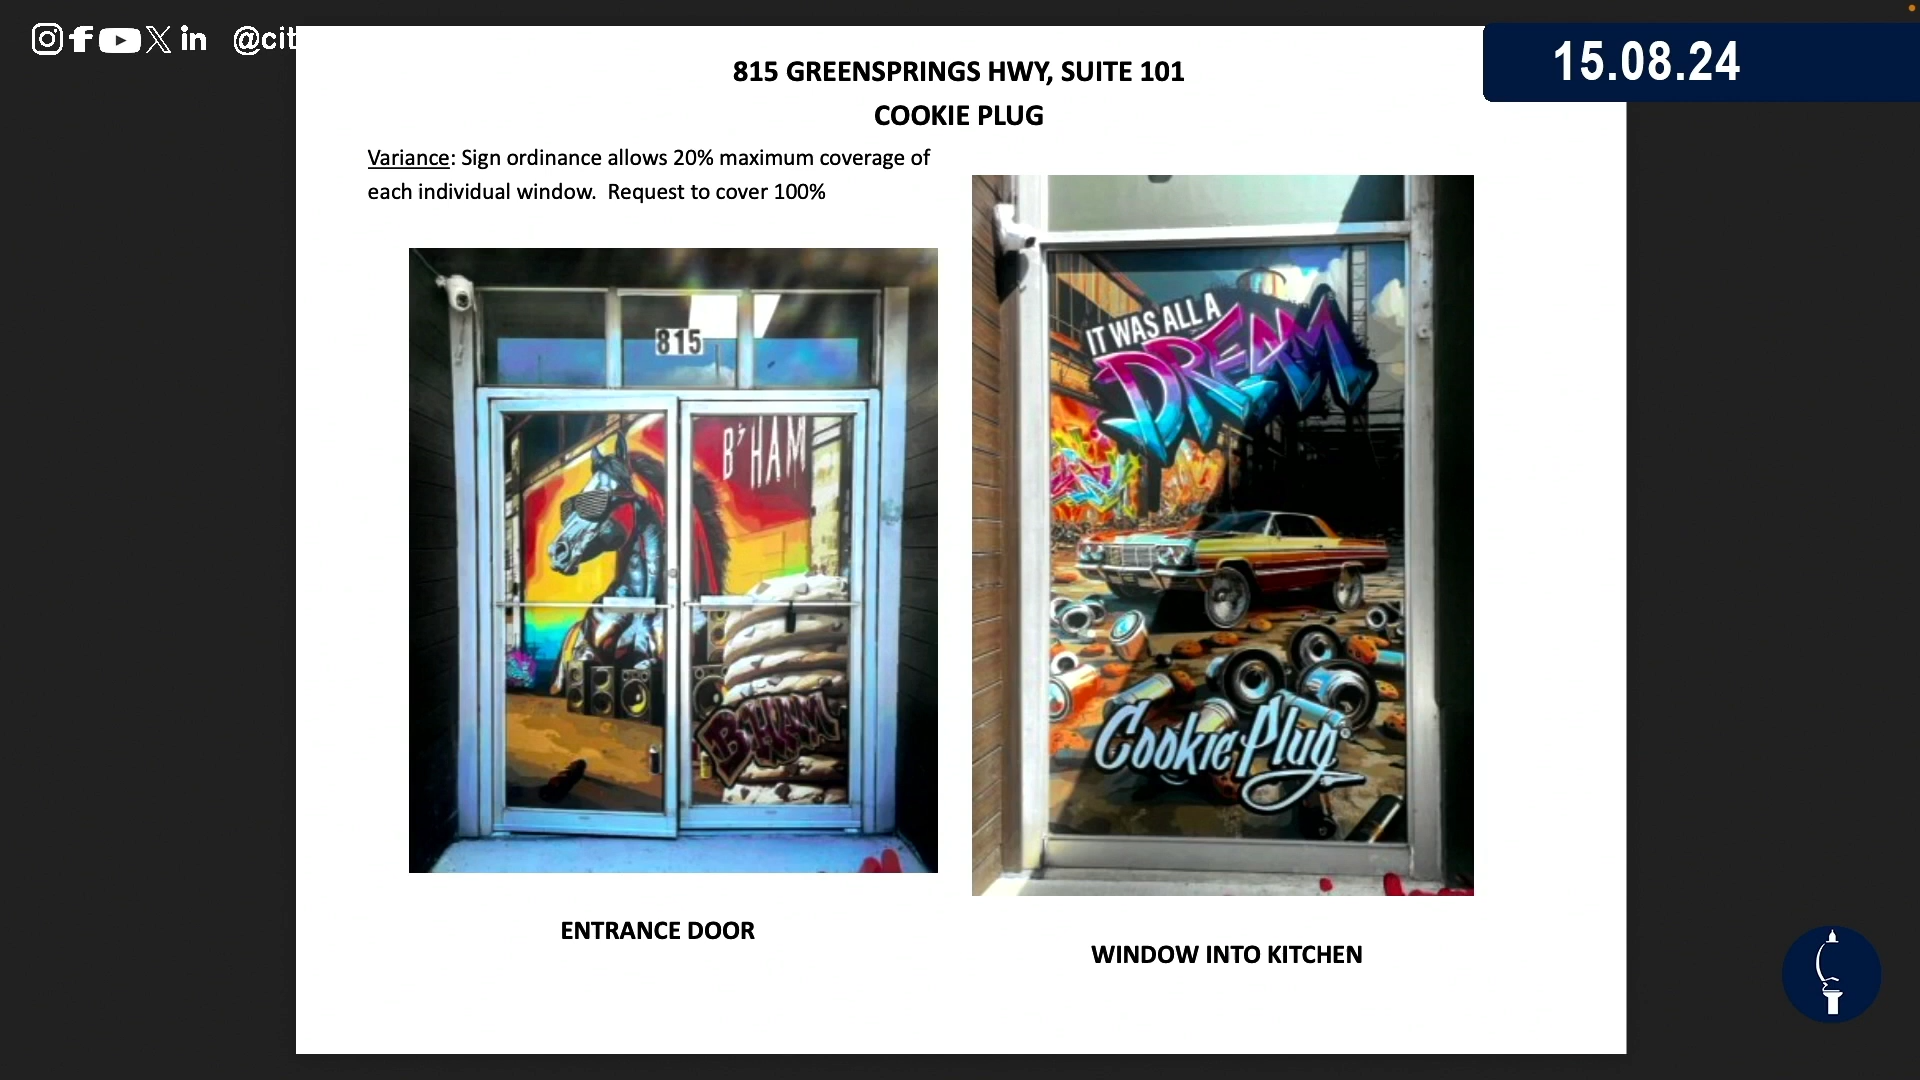 @cit
15.08.24
815 GREENSPRINGS HWY, SUITE 101
COOKIE PLUG
Variance: Sign ordinance allows 20% maximum coverage of
each individual window. Request to cover 100%
815
B'HAM
BHAM
ENTRANCE DOOR
IT WAS ALL A
DREAM
Cookie Plug
WINDOW INTO KITCHEN